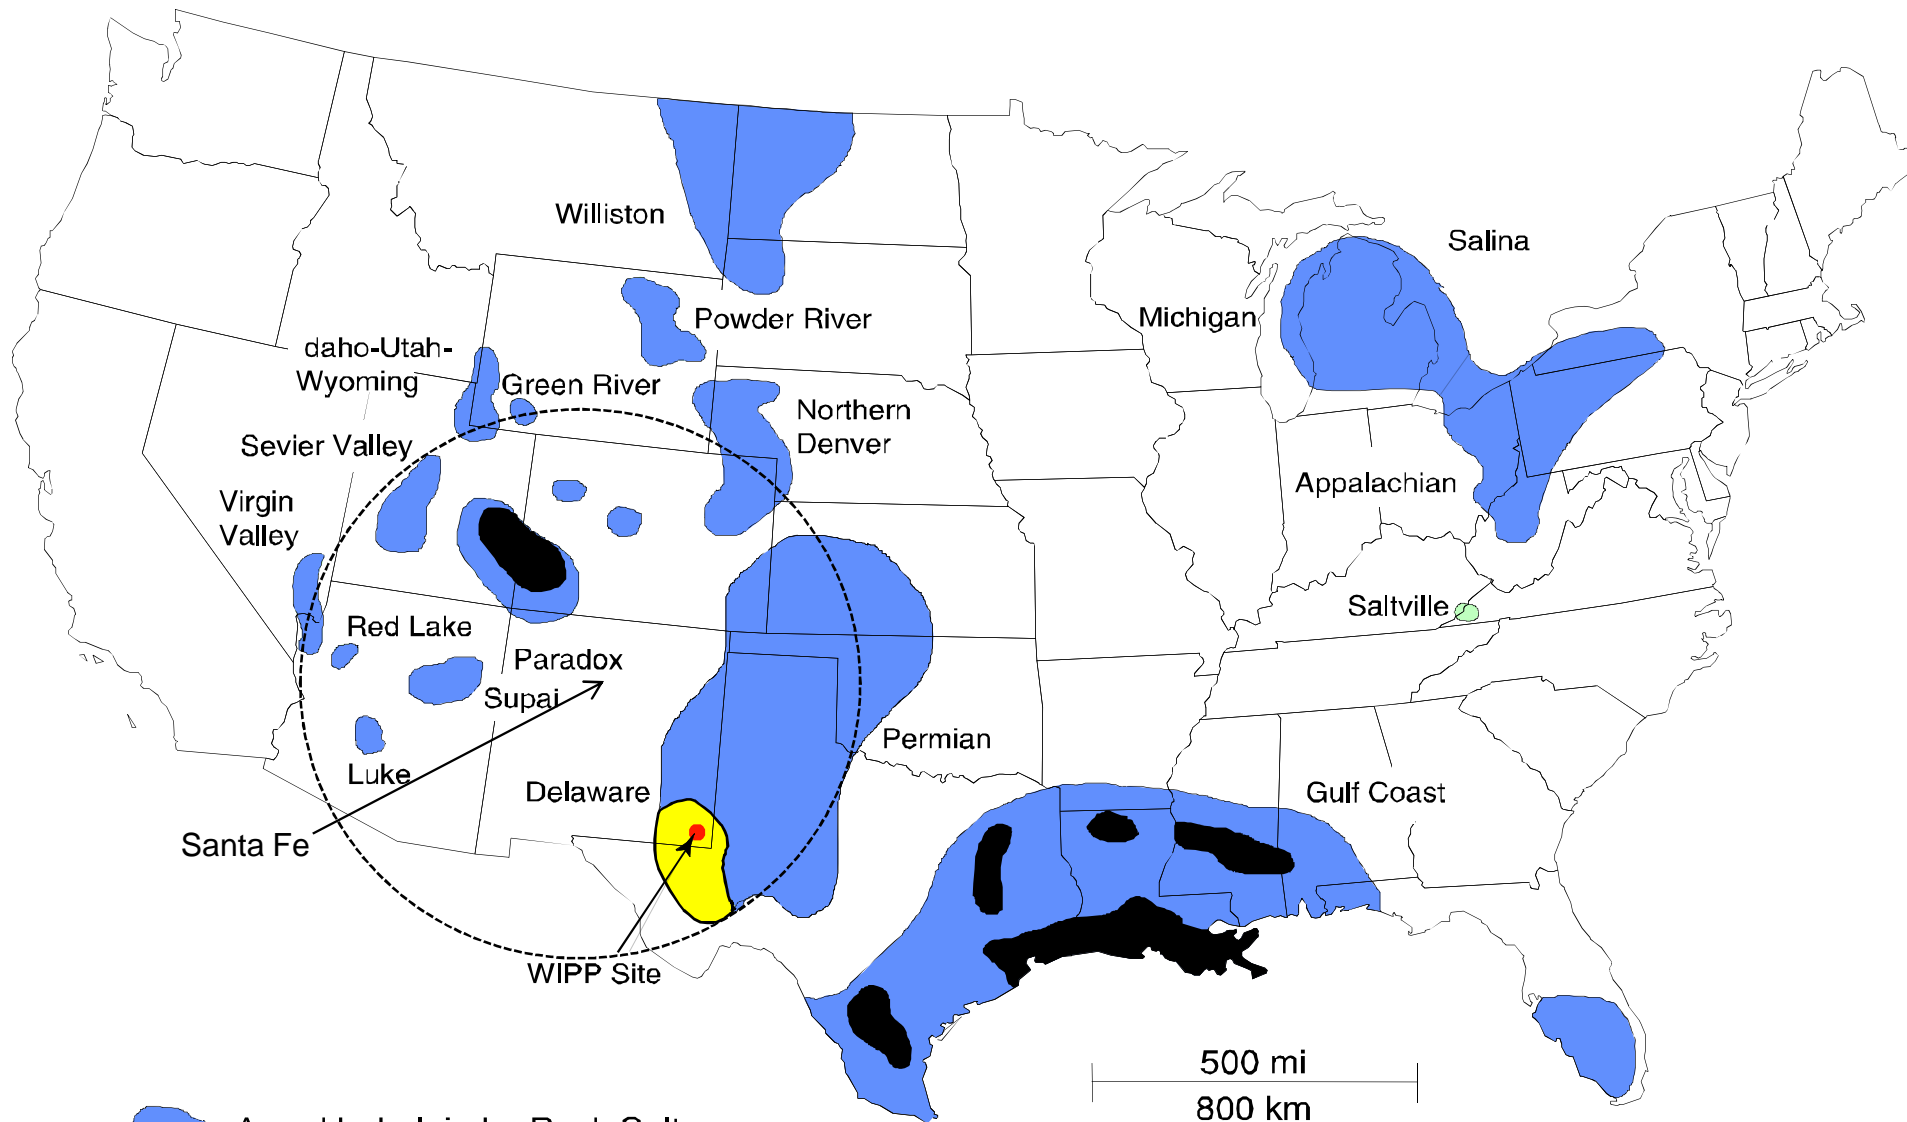 Williston
Salina
Powder River
Michigan
daho-Utah-
Wyoming
Green River
Northern
Denver
Sevier Valley
Appalachian
Virgin
Valley
Saltville
Red Lake
Paradox
Supai
Permian
Luke
Delaware
Gulf Coast
Santa Fe
WIPP Site
500 mi
800 km